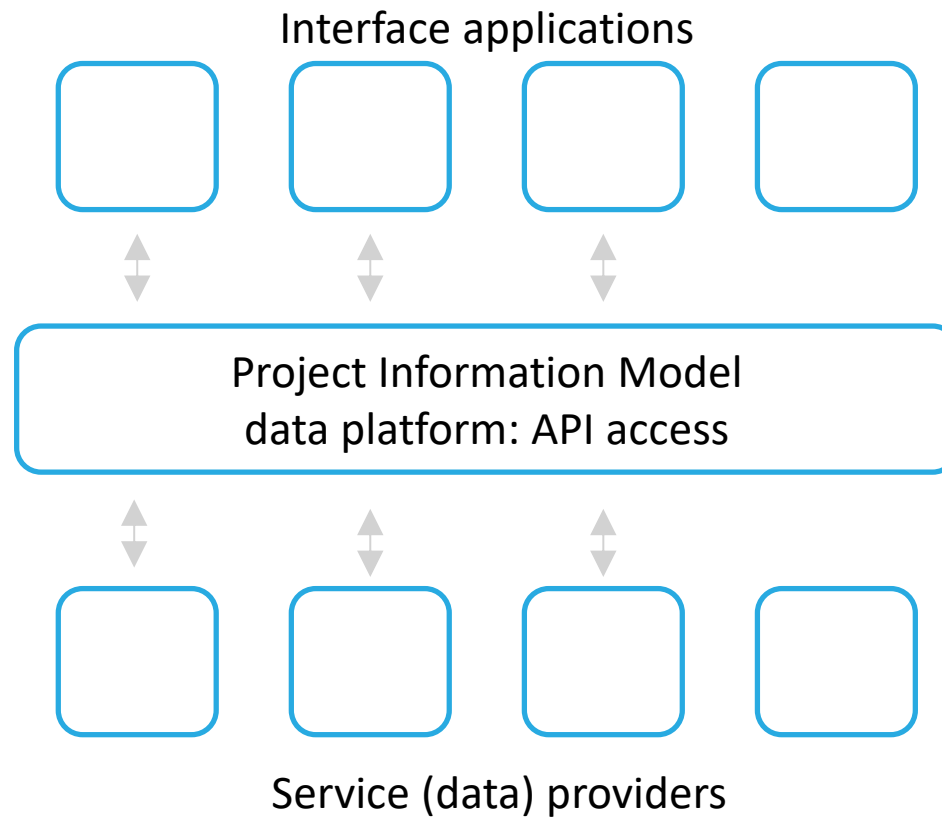 Interface applications
Project Information Model
data platform: API access
Service (data) providers